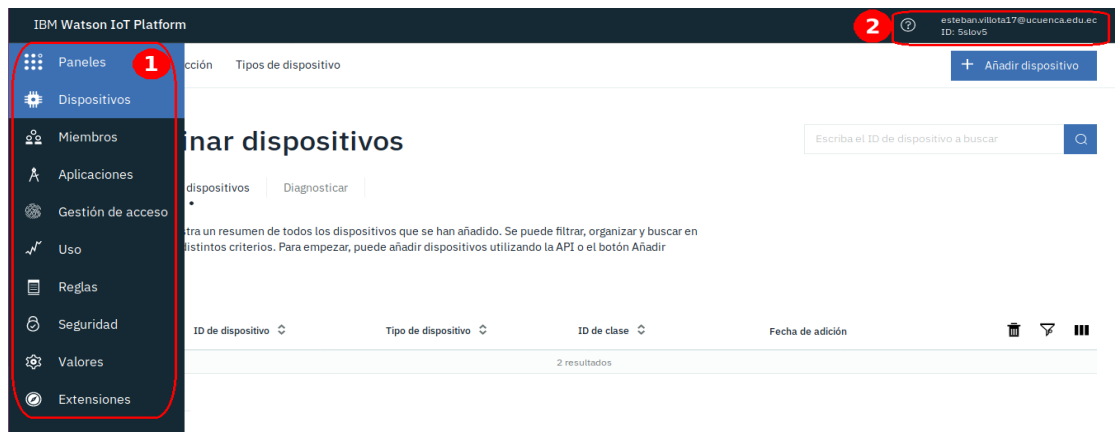 IBM Watson IoT Platform
2
esteban.villota17@ucuenca.edu.ec
ID: 5slov5
Paneles
1
cción
Tipos de dispositivo
+ Añadir dispositivo
Dispositivos
Miembros
inar dispositivos
Escriba el ID de dispositivo a buscar
Aplicaciones
dispositivos
Diagnosticar
Gestión de acceso
tra un resumen de todos los dispositivos que se han añadido. Se puede filtrar, organizar y buscar en
distintos criterios. Para empezar, puede añadir dispositivos utilizando la API o el botón Añadir
Uso
Reglas
Seguridad
ID de dispositivo
Tipo de dispositivo
ID de clase
Fecha de adición
Valores
2 resultados
Extensiones